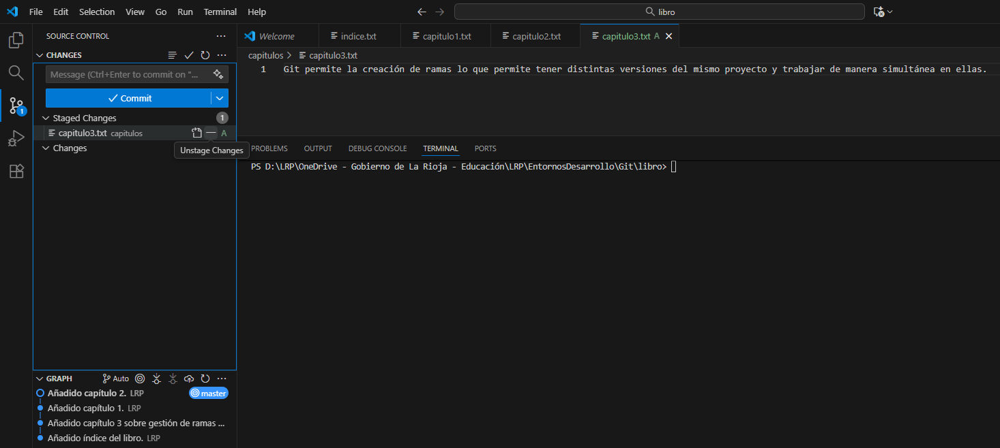 File Edit Selection View Go Run Terminal Help
libro
SOURCE CONTROL
Welcome
indice.txt
capitulo1.txt
capitulo2.txt
capitulo3.txt A
CHANGES
capitulos > capitulo3.txt
1 Git permite la creación de ramas lo que permite tener distintas versiones del mismo proyecto y trabajar de manera simultánea en ellas.
Message (Ctrl+Enter to commit on "...
Commit
1
Staged Changes 1
capitulo3.txt capitulos A
Changes
Unstage Changes
PROBLEMS OUTPUT DEBUG CONSOLE TERMINAL PORTS
PS D:\LRP\OneDrive - Gobierno de La Rioja - Educación\LRP\EntornosDesarrollo\Git\libro>
GRAPH Auto
Añadido capítulo 2. LRP master
Añadido capítulo 1. LRP
Añadido capítulo 3 sobre gestión de ramas ...
Añadido índice del libro. LRP